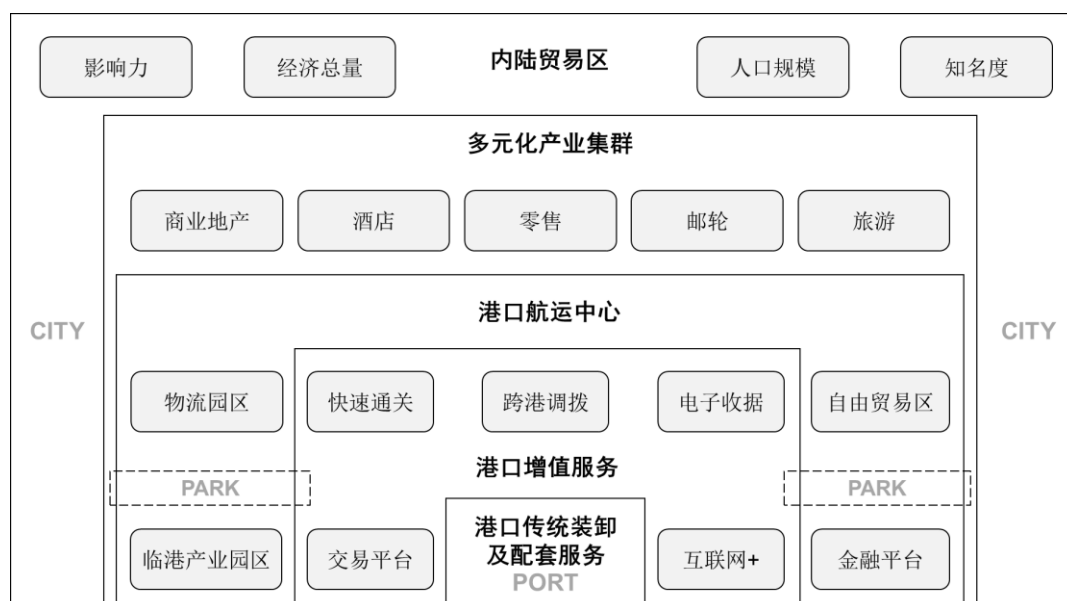 影响力
经济总量
内陆贸易区
人口规模
知名度
多元化产业集群
商业地产
酒店
零售
邮轮
旅游
港口航运中心
CITY
CITY
物流园区
快速通关
跨港调拨
电子收据
自由贸易区
港口增值服务
PARK
PARK
港口传统装卸
及配套服务
PORT
临港产业园区
交易平台
互联网+
金融平台